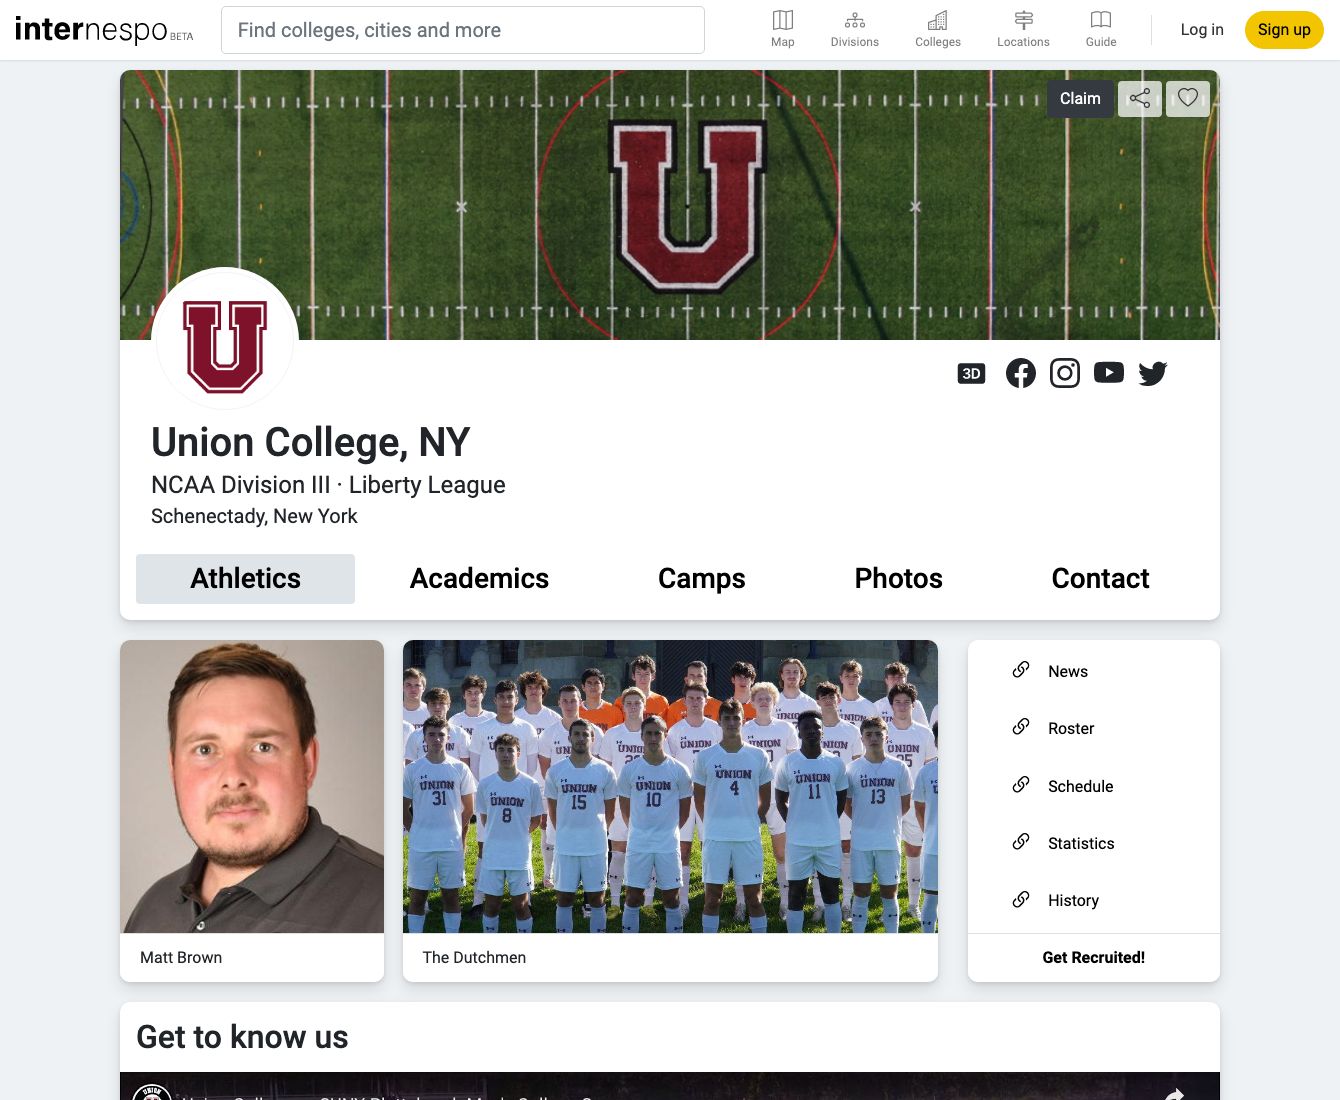 internespo BETA
Find colleges, cities and more
Map
Divisions
Colleges
Locations
Guide
Log in
Sign up
Claim
U
U
3D
Union College, NY
NCAA Division III · Liberty League
Schenectady, New York
Athletics
Academics
Camps
Photos
Contact
UNION 31
UNION 8
UNION 15
UNION 10
UNION 4
UNION 11
UNION 13
Matt Brown
The Dutchmen
News
Roster
Schedule
Statistics
History
Get Recruited!
Get to know us
UNION